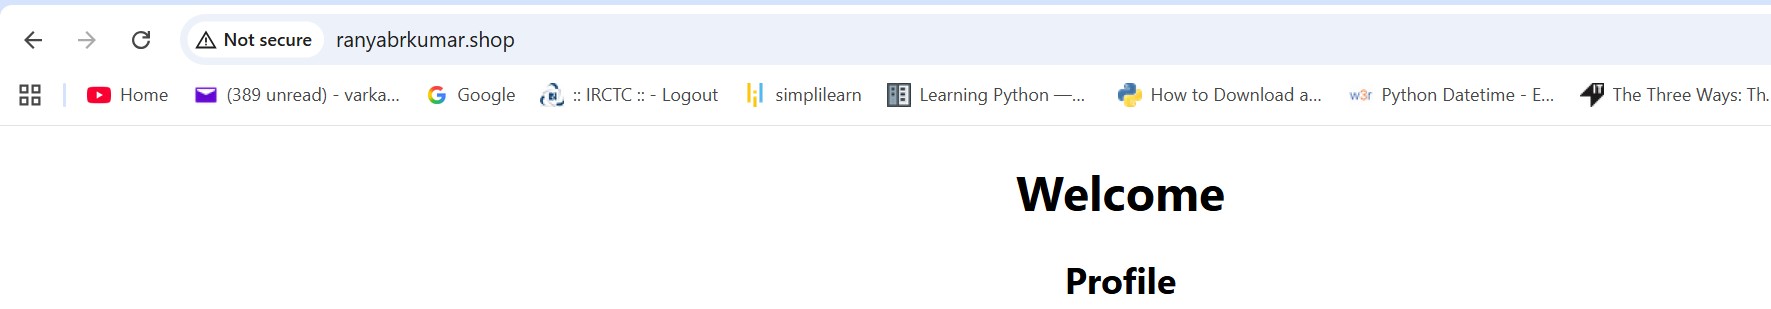 Not secure ranyabrkumar.shop
Home (389 unread) - varka... Google :: IRCTC :: - Logout simplilearn Learning Python —... How to Download a... w3r Python Datetime - E... IT The Three Ways: Th.
Welcome
Profile